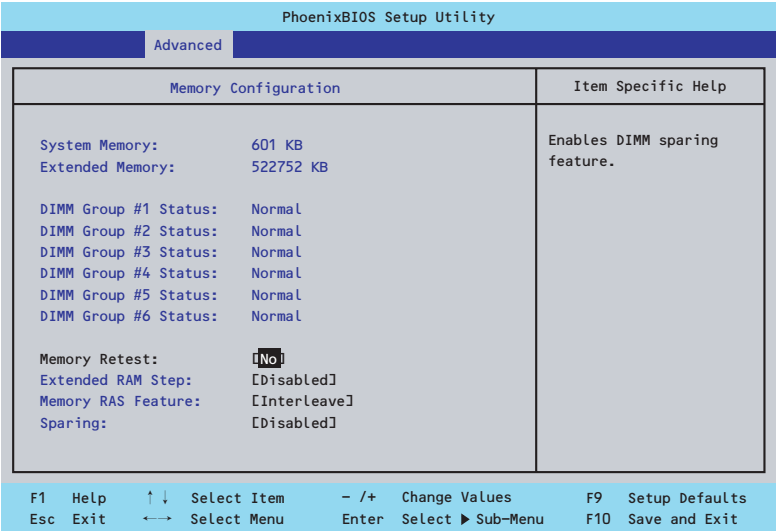 PhoenixBIOS Setup Utility
Advanced
Memory Configuration
Item Specific Help
System Memory: 601 KB
Extended Memory: 522752 KB
DIMM Group #1 Status: Normal
DIMM Group #2 Status: Normal
DIMM Group #3 Status: Normal
DIMM Group #4 Status: Normal
DIMM Group #5 Status: Normal
DIMM Group #6 Status: Normal
Memory Retest: [No]
Extended RAM Step: [Disabled]
Memory RAS Feature: [Interleave]
Sparing: [Disabled]
Enables DIMM sparing
feature.
F1 Help ↑↓ Select Item - /+ Change Values F9 Setup Defaults
Esc Exit ←→ Select Menu Enter Select ▶ Sub-Menu F10 Save and Exit